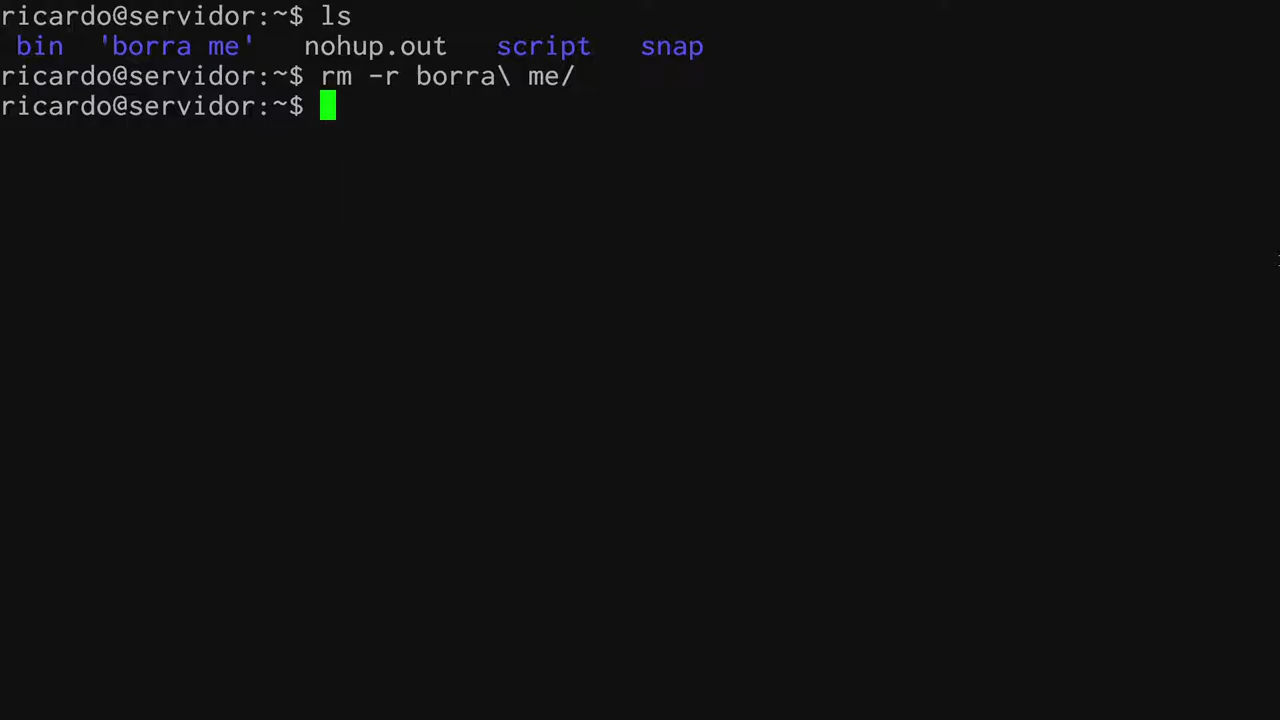 ricardo@servidor:~$ ls
bin  'borra me'   nohup.out   script   snap
ricardo@servidor:~$ rm -r borra\ me/
ricardo@servidor:~$